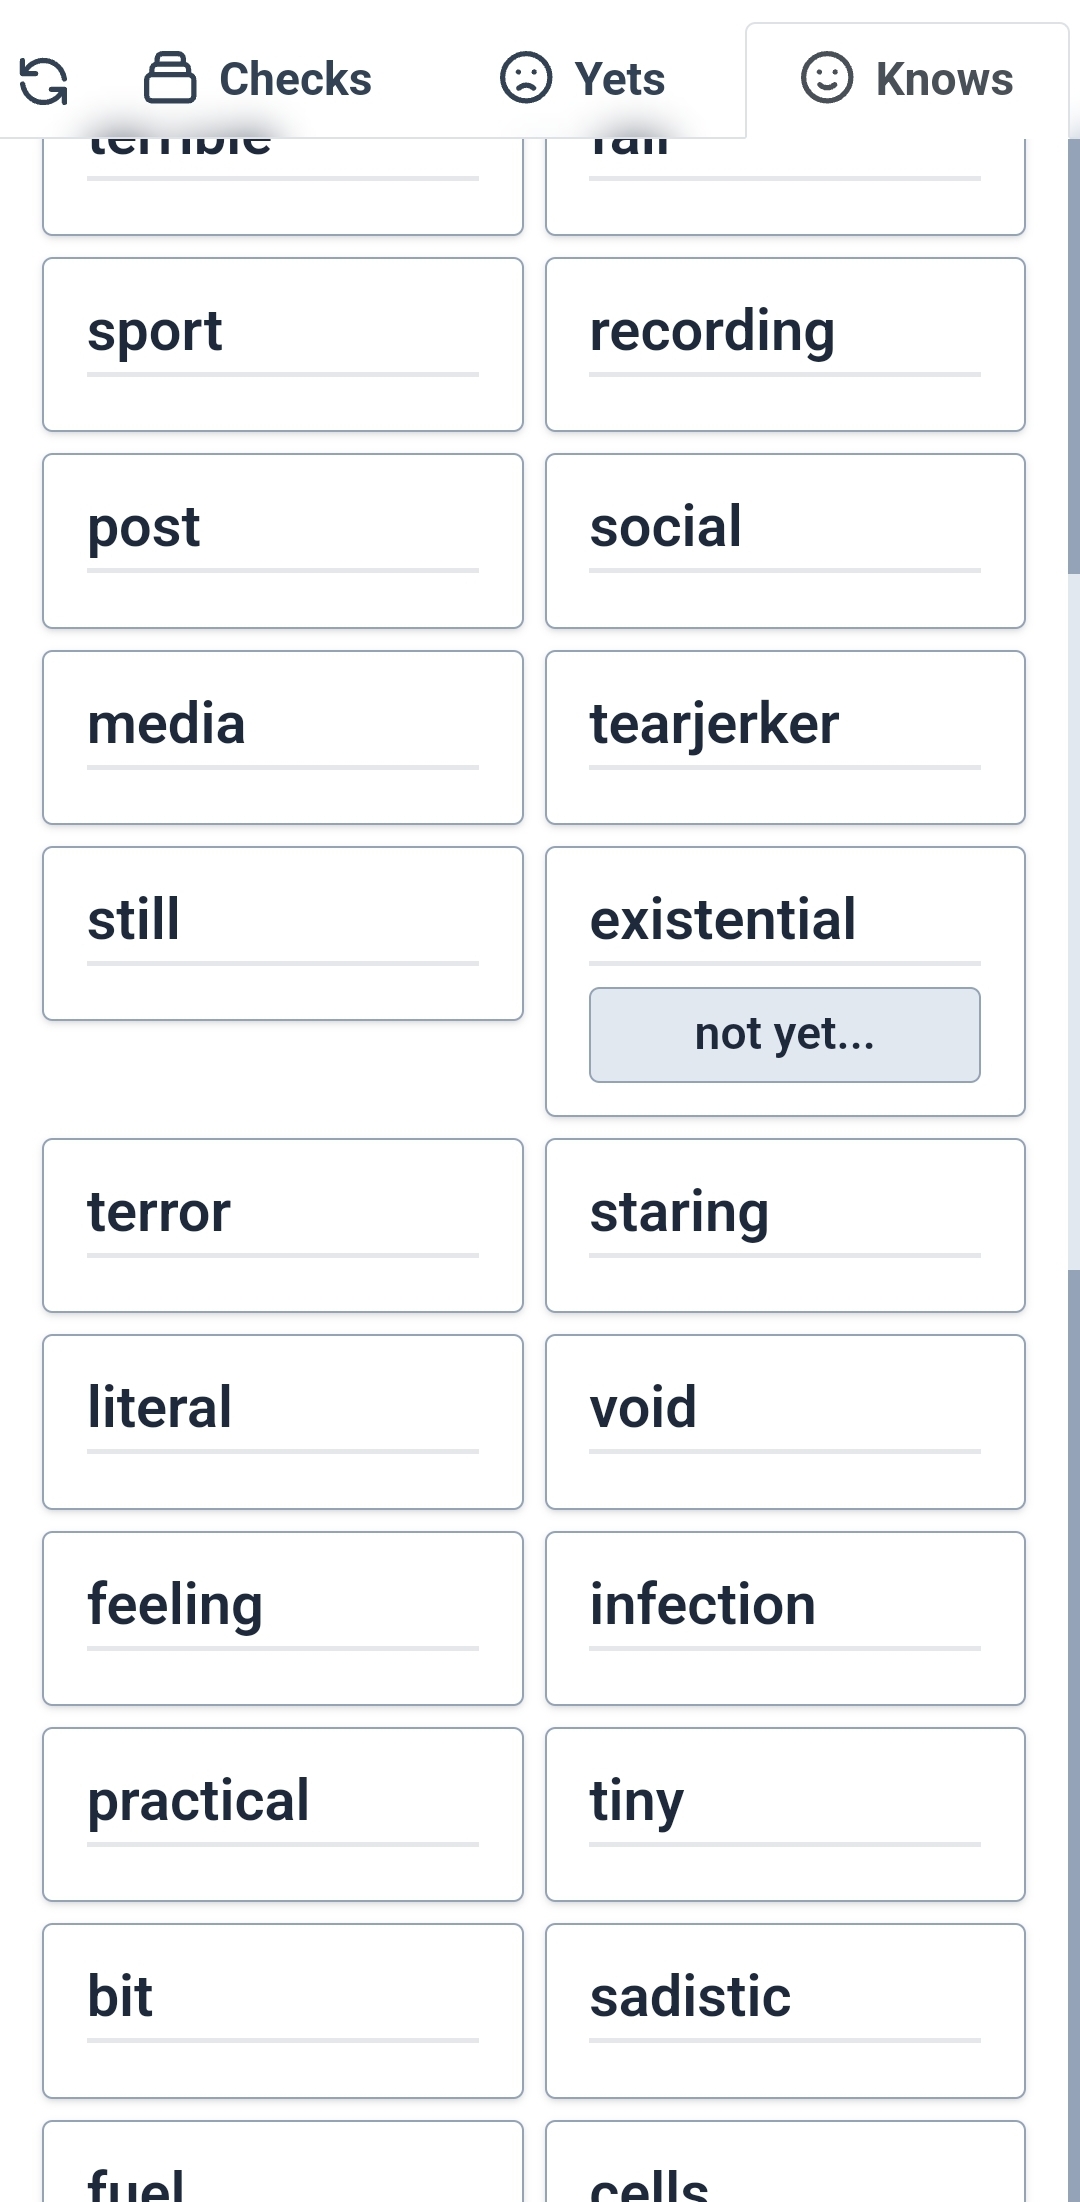 Checks Yets Knows
terrible
sport recording
post social
media tearjerker
still existential
not yet...
terror staring
literal void
feeling infection
practical tiny
bit sadistic
fuel cells